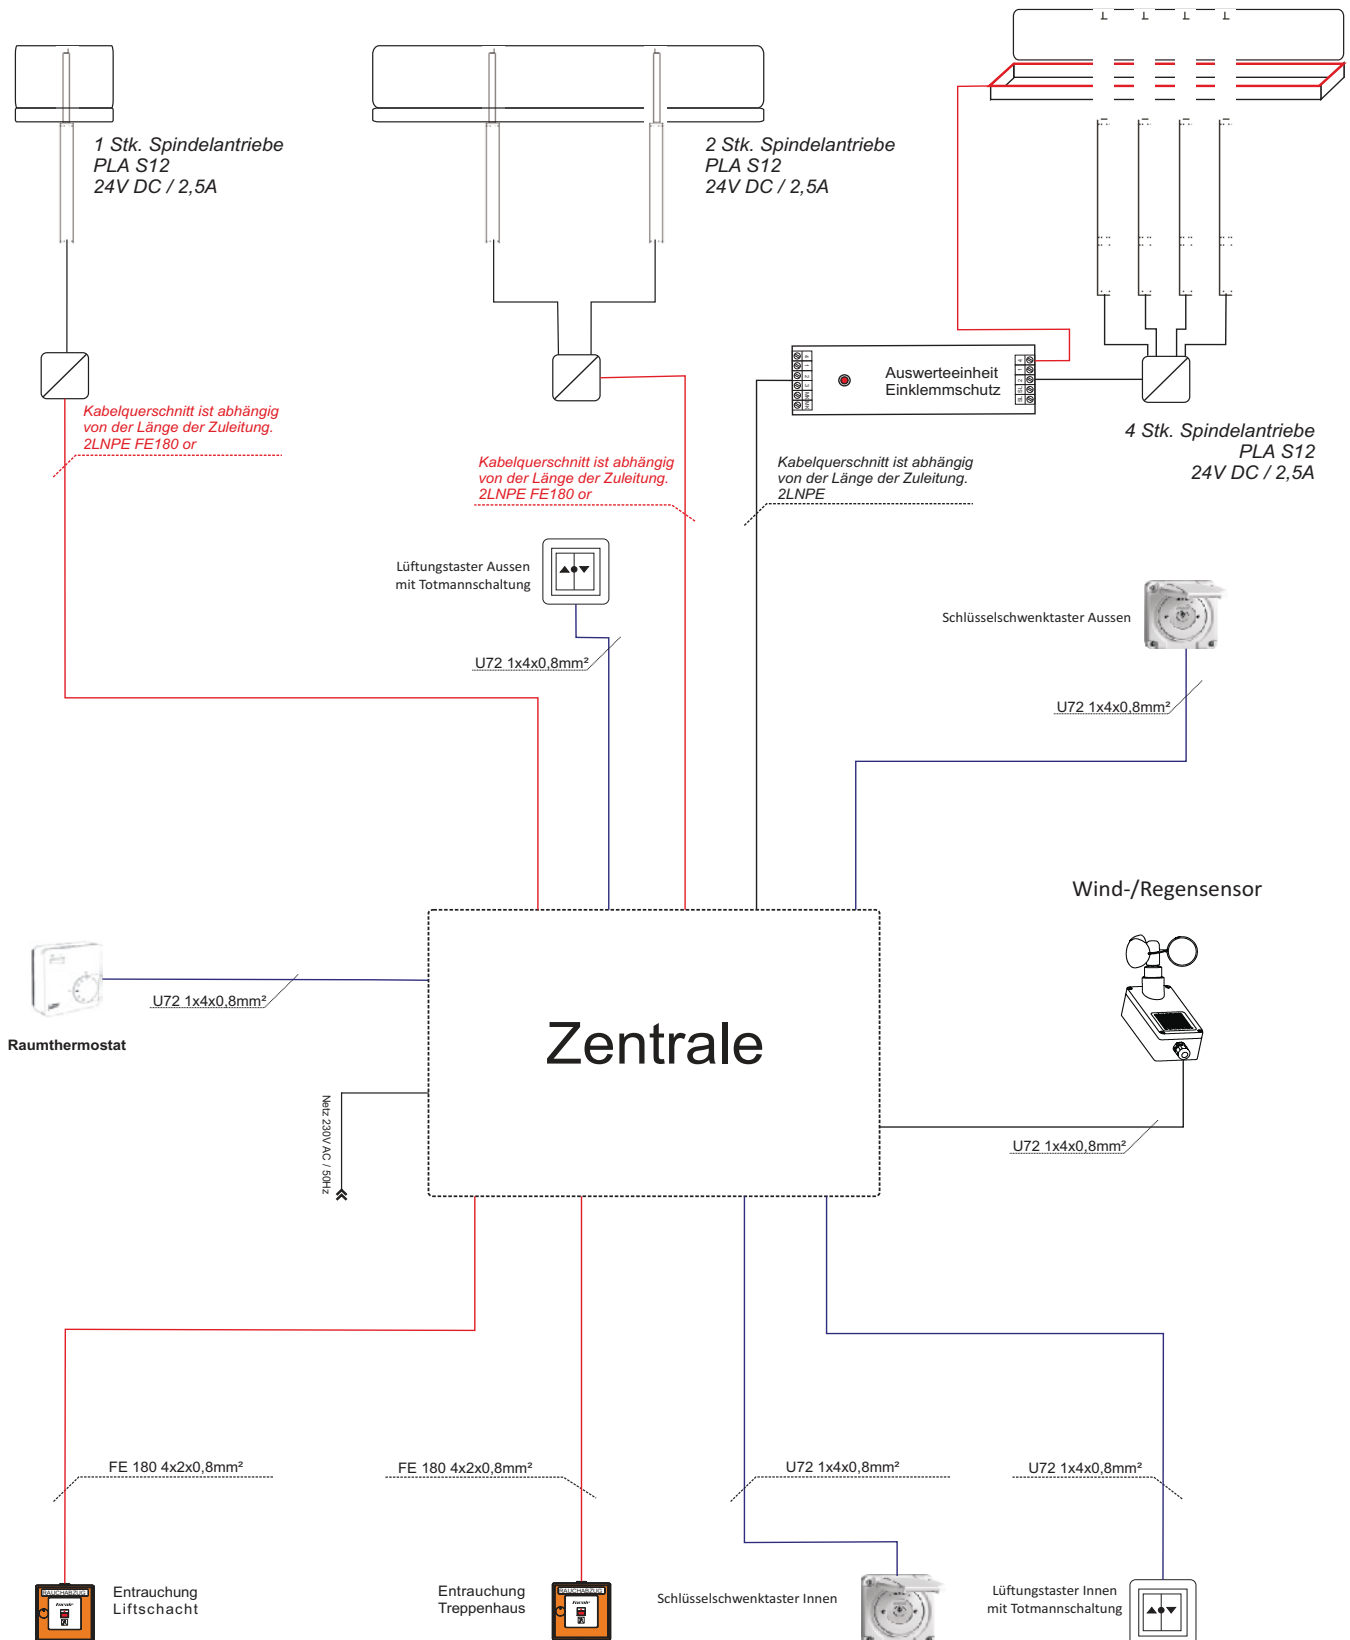 1 Stk. Spindelantriebe
PLA S12
24V DC / 2,5A
2 Stk. Spindelantriebe
PLA S12
24V DC / 2,5A
Auswerteeinheit
Einklemmschutz
4 Stk. Spindelantriebe
PLA S12
24V DC / 2,5A
Kabelquerschnitt ist abhängig
von der Länge der Zuleitung.
2LNPE FE180 or
Kabelquerschnitt ist abhängig
von der Länge der Zuleitung.
2LNPE FE180 or
Kabelquerschnitt ist abhängig
von der Länge der Zuleitung.
2LNPE
Lüftungstaster Aussen
mit Totmannschaltung
U72 1x4x0,8mm²
Schlüsselschwenktaster Aussen
U72 1x4x0,8mm²
Wind-/Regensensor
U72 1x4x0,8mm²
Raumthermostat
Zentrale
Netz 230V AC / 50Hz
U72 1x4x0,8mm²
FE 180 4x2x0,8mm²
FE 180 4x2x0,8mm²
U72 1x4x0,8mm²
U72 1x4x0,8mm²
RAUCHABZUG
Entrauchung
Liftschacht
Entrauchung
Treppenhaus
RAUCHABZUG
Schlüsselschwenktaster Innen
Lüftungstaster Innen
mit Totmannschaltung